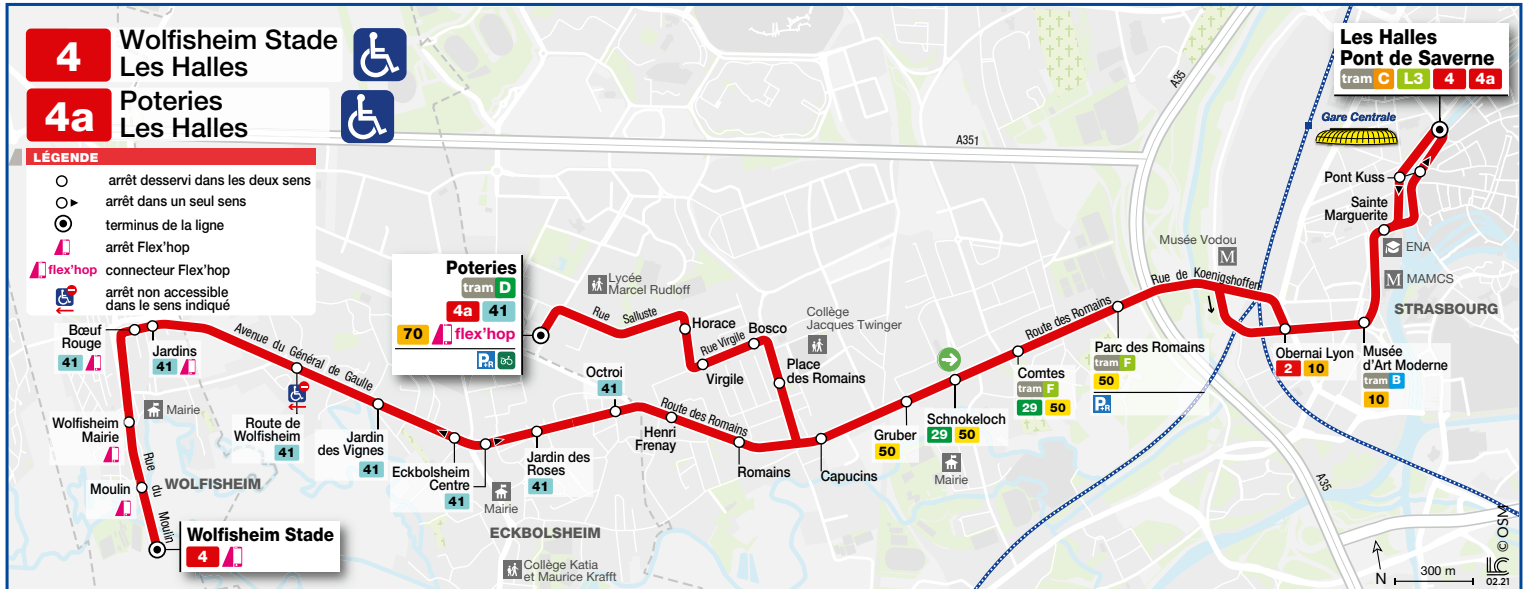 4
Wolfisheim Stade
Les Halles
4a
Poteries
Les Halles
LÉGENDE
arrêt desservi dans les deux sens
arrêt dans un seul sens
terminus de la ligne
arrêt Flex'hop
flex'hop connecteur Flex'hop
arrêt non accessible
dans le sens indiqué
A351
A35
Les Halles
Pont de Saverne
tram C L3 4 4a
Gare Centrale
Pont Kuss
Sainte
Marguerite
ENA
M MAMCS
STRASBOURG
Musée Vodou
M
Rue de Koenigshoffen
Poteries
tram D
4a 41
70 flex'hop
P+R
Lycée
Marcel Rudloff
Rue Salluste
Horace
Rue Virgile
Bosco
Virgile
Collège
Jacques Twinger
Place
des Romains
Route des Romains
Parc des Romains
tram F
50
P+R
Comtes
tram F
29 50
Schnokeloch
29 50
Mairie
Gruber
50
Capucins
Romains
Route des Romains
Henri
Frenay
Octroi
41
Jardin des
Roses
41
Eckbolsheim
Centre
41
Mairie
ECKBOLSHEIM
Collège Katia
et Maurice Krafft
Jardin
des Vignes
41
Route de
Wolfisheim
41
Avenue du Général de Gaulle
Jardins
41
Bœuf
Rouge
41
Mairie
Wolfisheim
Mairie
Rue du Moulin
WOLFISHEIM
Moulin
Wolfisheim Stade
4
Obernai Lyon
2 10
Musée
d'Art Moderne
tram B
10
A35
N
300 m
© OSM
02.21